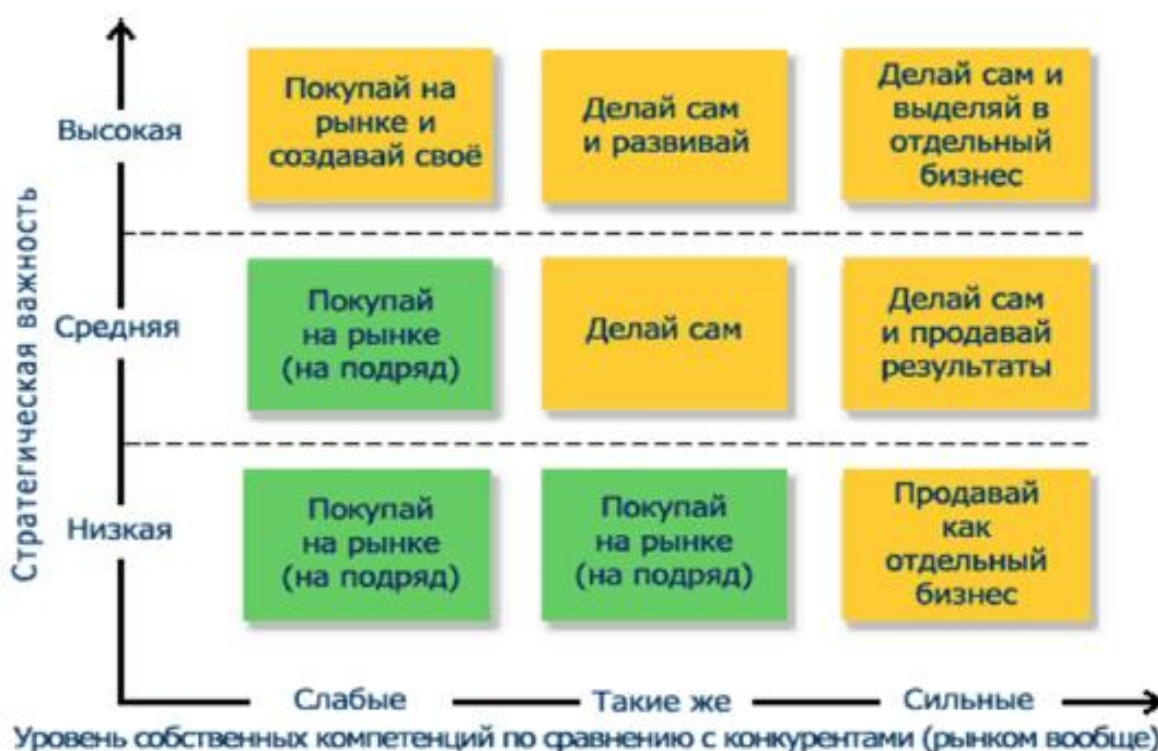 Стратегическая важность
Высокая
Покупай на
рынке и
создавай своё
Делай сам
и развивай
Делай сам и
выделяй в
отдельный
бизнес
Средняя
Покупай
на рынке
(на подряд)
Делай сам
Делай сам
и продавай
результаты
Низкая
Покупай
на рынке
(на подряд)
Покупай
на рынке
(на подряд)
Продавай
как
отдельный
бизнес
Слабые
Такие же
Сильные
Уровень собственных компетенций по сравнению с конкурентами (рынком вообще)